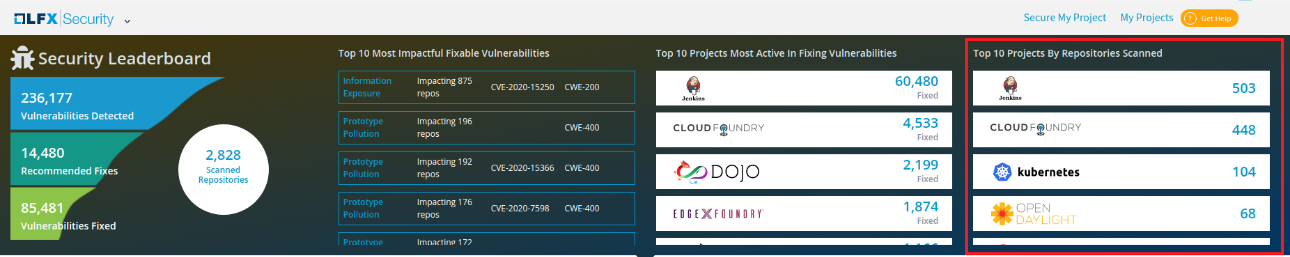 LFX Security
Secure My Project
My Projects
? Get Help
Security Leaderboard
236,177
Vulnerabilities Detected
14,480
Recommended Fixes
85,481
Vulnerabilities Fixed
2,828
Scanned
Repositories
Top 10 Most Impactful Fixable Vulnerabilities
Information
Exposure
Impacting 875
repos
CVE-2020-15250
CWE-200
Prototype
Pollution
Impacting 196
repos
CWE-400
Prototype
Pollution
Impacting 192
repos
CVE-2020-15366
CWE-400
Prototype
Pollution
Impacting 176
repos
CVE-2020-7598
CWE-400
Prototype
Impacting 172
Top 10 Projects Most Active In Fixing Vulnerabilities
Jenkins
60,480
Fixed
CLOUD FOUNDRY
4,533
Fixed
DOJO
2,199
Fixed
EDGE X FOUNDRY
1,874
Fixed
Top 10 Projects By Repositories Scanned
Jenkins
503
CLOUD FOUNDRY
448
kubernetes
104
OPEN
DAYLIGHT
68